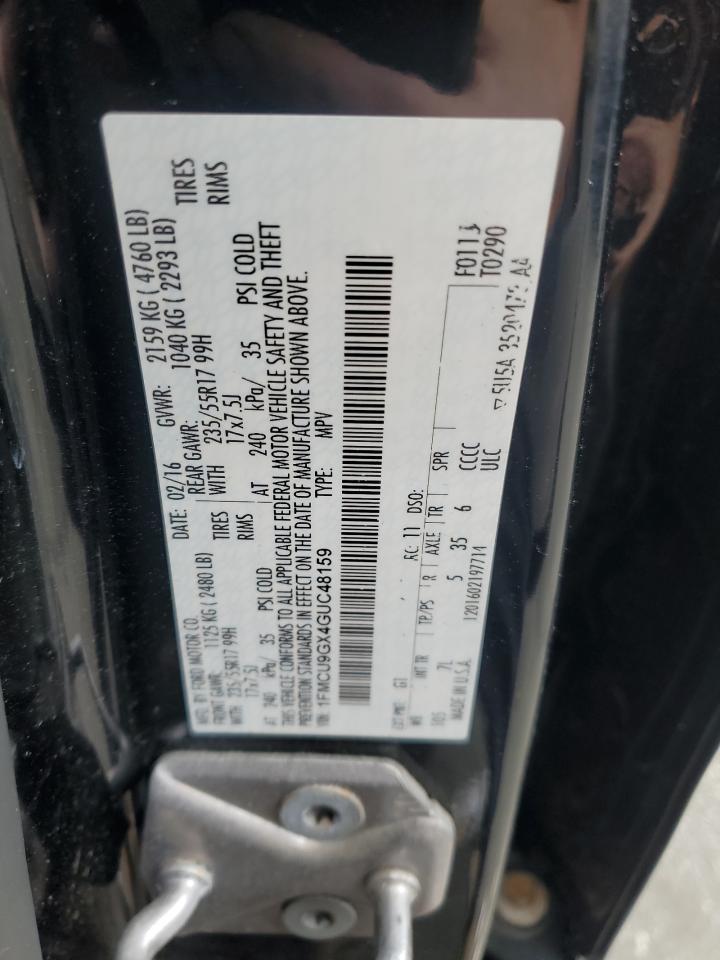 MFD. BY FORD MOTOR CO.
DATE: 02/16 GVWR: 2159 KG ( 4760 LB)
FRONT GAWR: 1125 KG ( 2480 LB) REAR GAWR: 1040 KG ( 2293 LB)
WITH 235/55R17 99H TIRES WITH 235/55R17 99H TIRES
17x7.5J RIMS 17x7.5J RIMS
AT 240 kPa/ 35 PSI COLD AT 240 kPa/ 35 PSI COLD
THIS VEHICLE CONFORMS TO ALL APPLICABLE FEDERAL MOTOR VEHICLE SAFETY AND THEFT
PREVENTION STANDARDS IN EFFECT ON THE DATE OF MANUFACTURE SHOWN ABOVE.
VIN: 1FMCU9GX4GUC48159 TYPE: MPV
F0113
T0290
EXT PNT: G1 RC: 11 DSO:
WB INT TR TP/PS R AXLE TR SPR
105 7L 5 35 6 CCCC
MADE IN U.S.A. 1201602197714 ULC